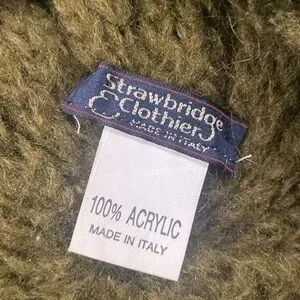 Strawbridge
& Clothier
MADE IN ITALY
100% ACRYLIC
MADE IN ITALY